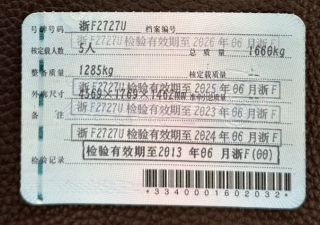 号牌号码 浙F2727U 档案编号
浙F2727U 检验有效期至2026年06月浙F
核定载人数 5人 总质量 1660kg
整备质量 1285kg 核定载质量 --
浙F2727U 检验有效期至2025年06月浙F
外廓尺寸
浙F2727U 检验有效期至2023年06月浙F
备注
浙F2727U 检验有效期至2024年06月浙F
检验记录 检验有效期至2013年06月浙F(00)
*3340001602032*